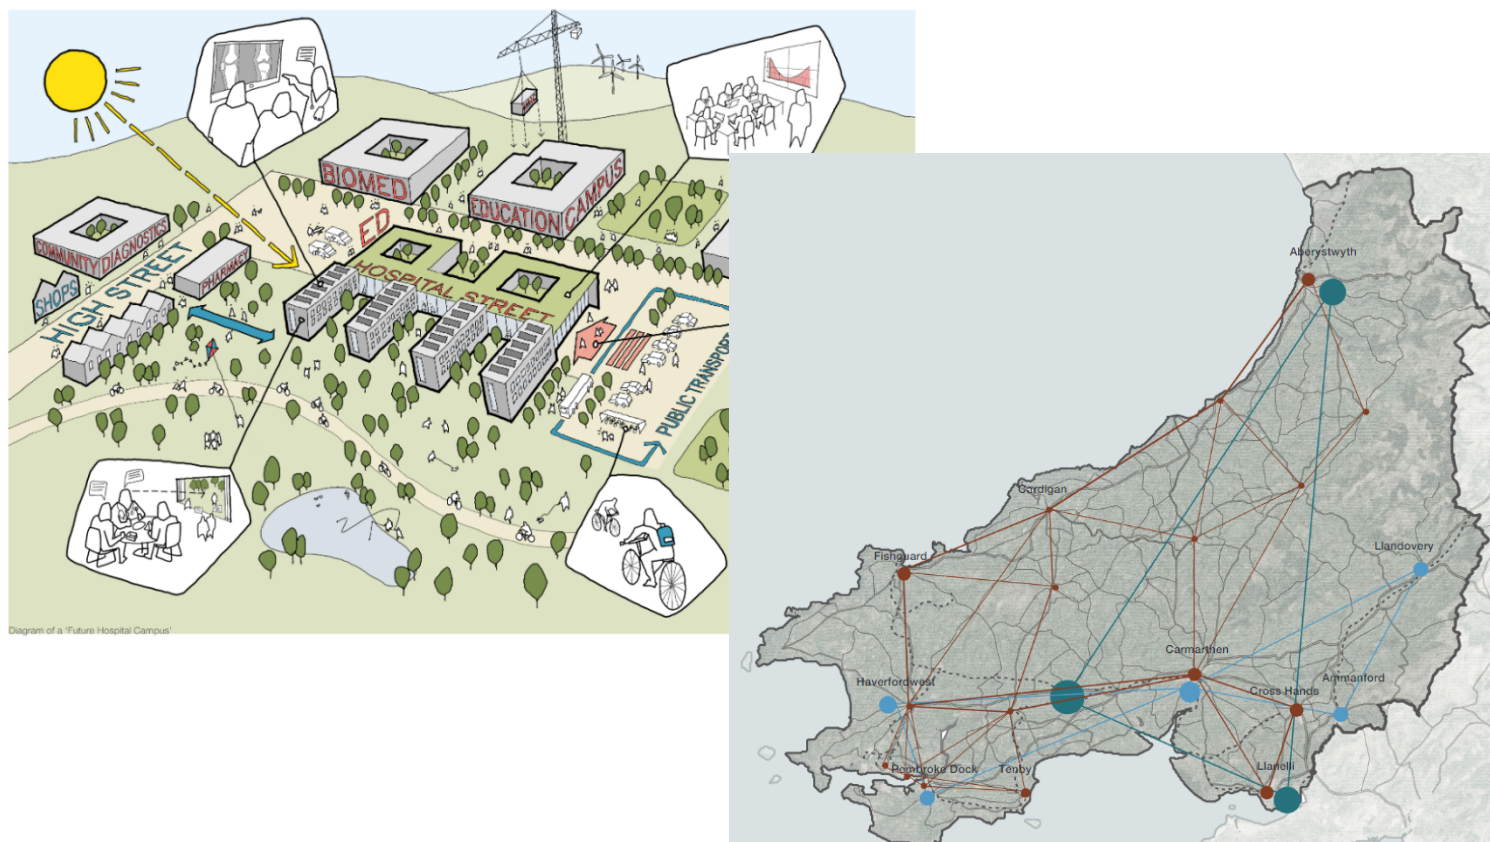 BIOMED
EDUCATION CAMPUS
ED
COMMUNITY DIAGNOSTICS
PHARMACY
SHOPS
HIGH STREET
HOSPITAL STREET
PUBLIC TRANSPORT
Diagram of a 'Future Hospital Campus'
Aberystwyth
Cardigan
Fishguard
Llandovery
Carmarthen
Haverfordwest
Cross Hands
Ammanford
Pembroke Dock
Tenby
Llanelli